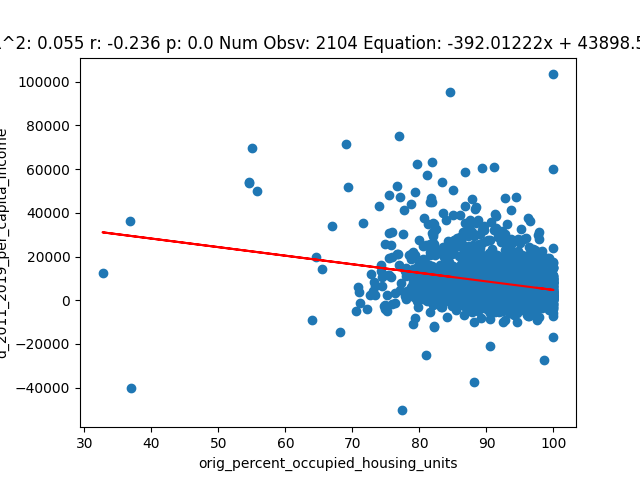 ^2: 0.055 r: -0.236 p: 0.0 Num Obsv: 2104 Equation: -392.01222x + 43898.5
100000
80000
60000
40000
20000
0
−20000
−40000
d_2011_2019_per_capita_income
30 40 50 60 70 80 90 100
orig_percent_occupied_housing_units